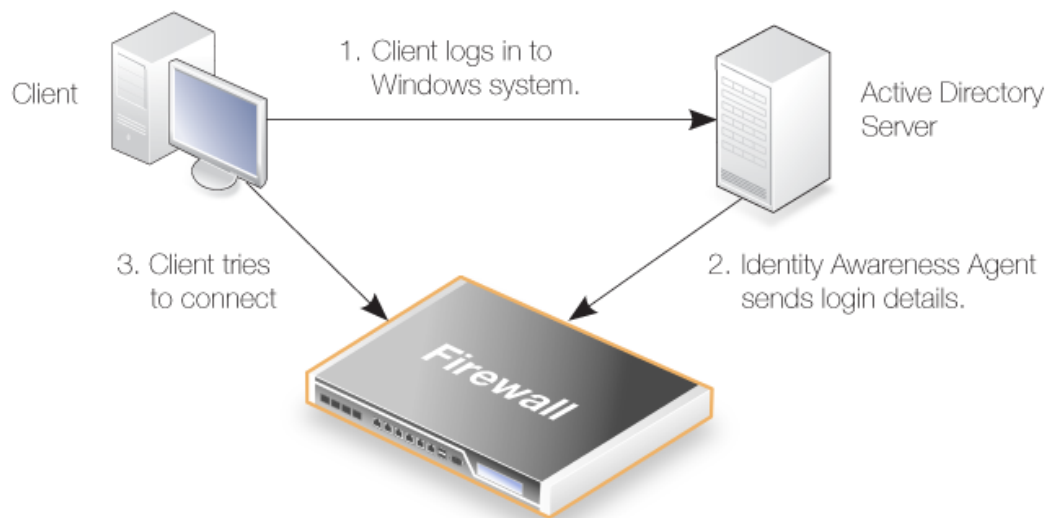 Client
1. Client logs in to
Windows system.
Active Directory
Server
3. Client tries
to connect
2. Identity Awareness Agent
sends login details.
Firewall